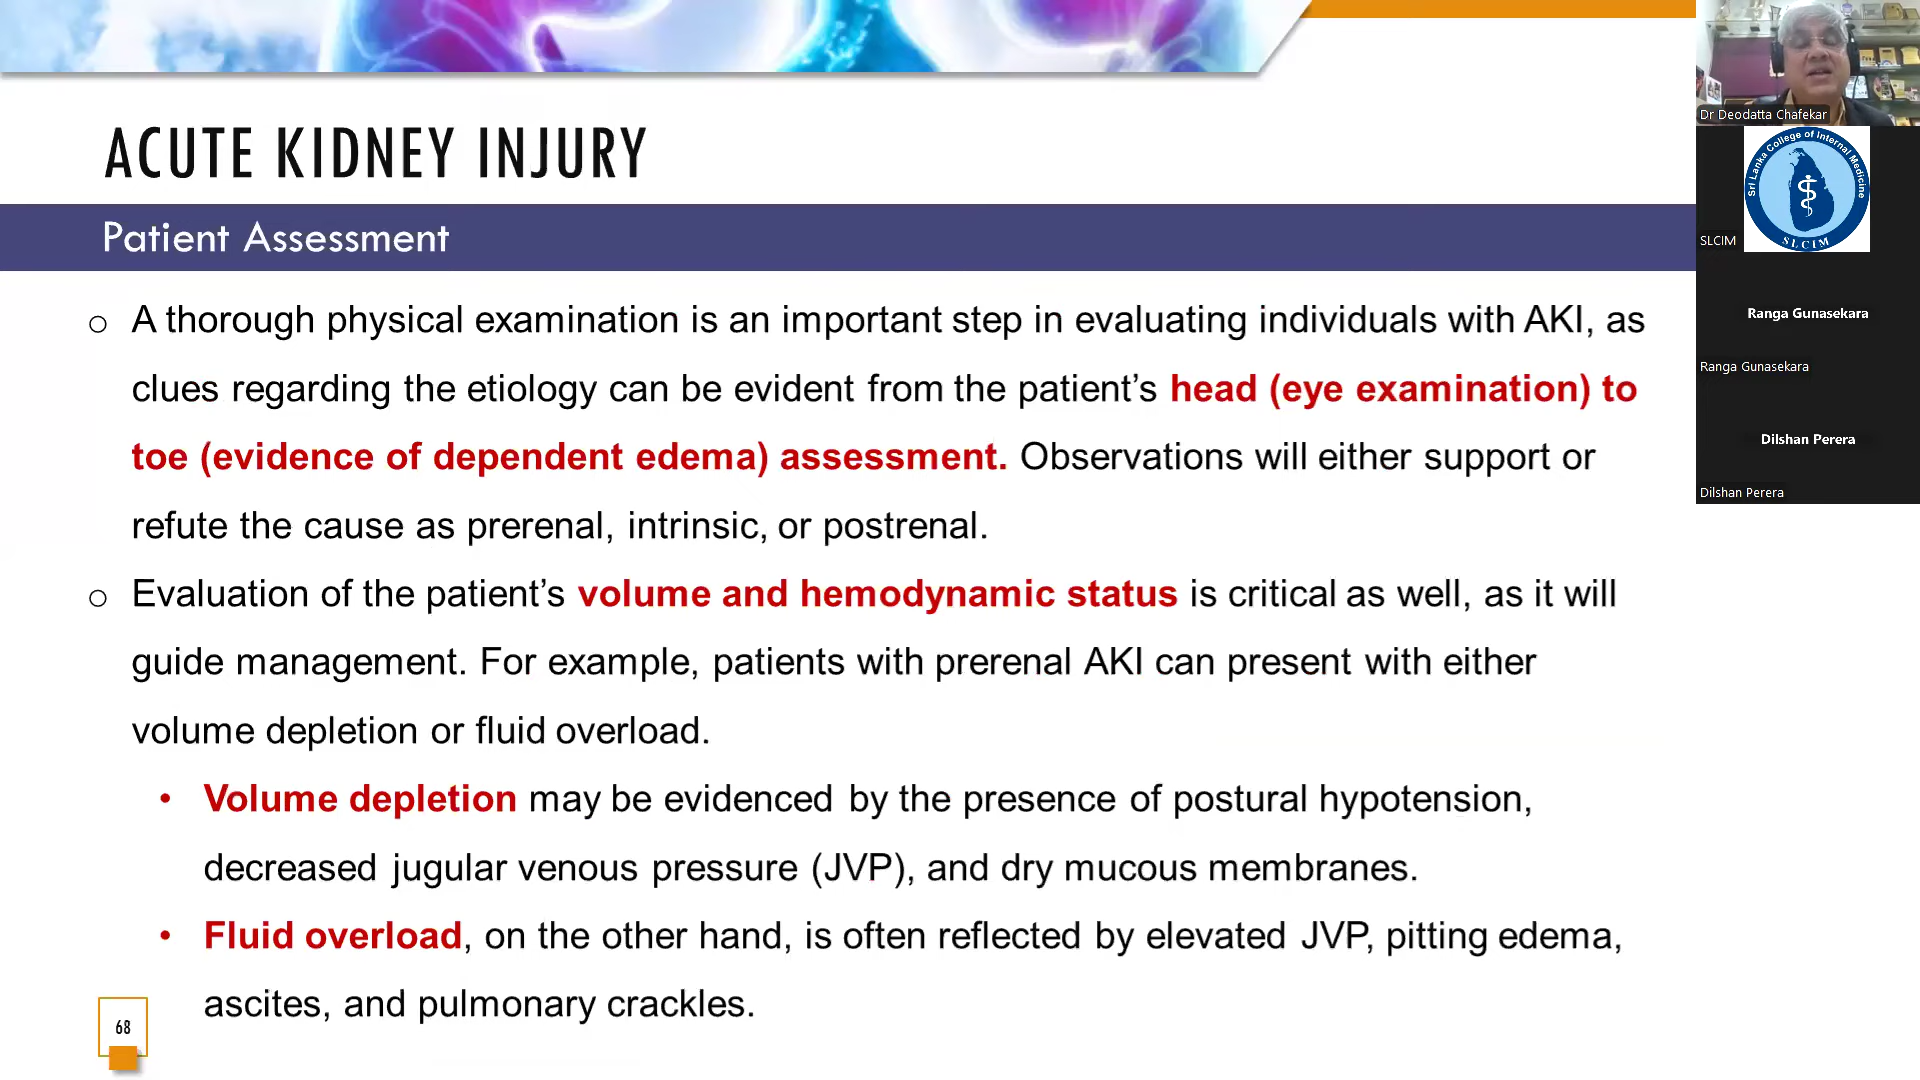 ACUTE KIDNEY INJURY
Patient Assessment
o A thorough physical examination is an important step in evaluating individuals with AKI, as
clues regarding the etiology can be evident from the patient’s head (eye examination) to
toe (evidence of dependent edema) assessment. Observations will either support or
refute the cause as prerenal, intrinsic, or postrenal.
o Evaluation of the patient’s volume and hemodynamic status is critical as well, as it will
guide management. For example, patients with prerenal AKI can present with either
volume depletion or fluid overload.
• Volume depletion may be evidenced by the presence of postural hypotension,
decreased jugular venous pressure (JVP), and dry mucous membranes.
• Fluid overload, on the other hand, is often reflected by elevated JVP, pitting edema,
ascites, and pulmonary crackles.
68
Dr Deodatta Chafekar
Sri Lanka College of Internal Medicine
SLCIM
SLCIM
Ranga Gunasekara
Ranga Gunasekara
Dilshan Perera
Dilshan Perera